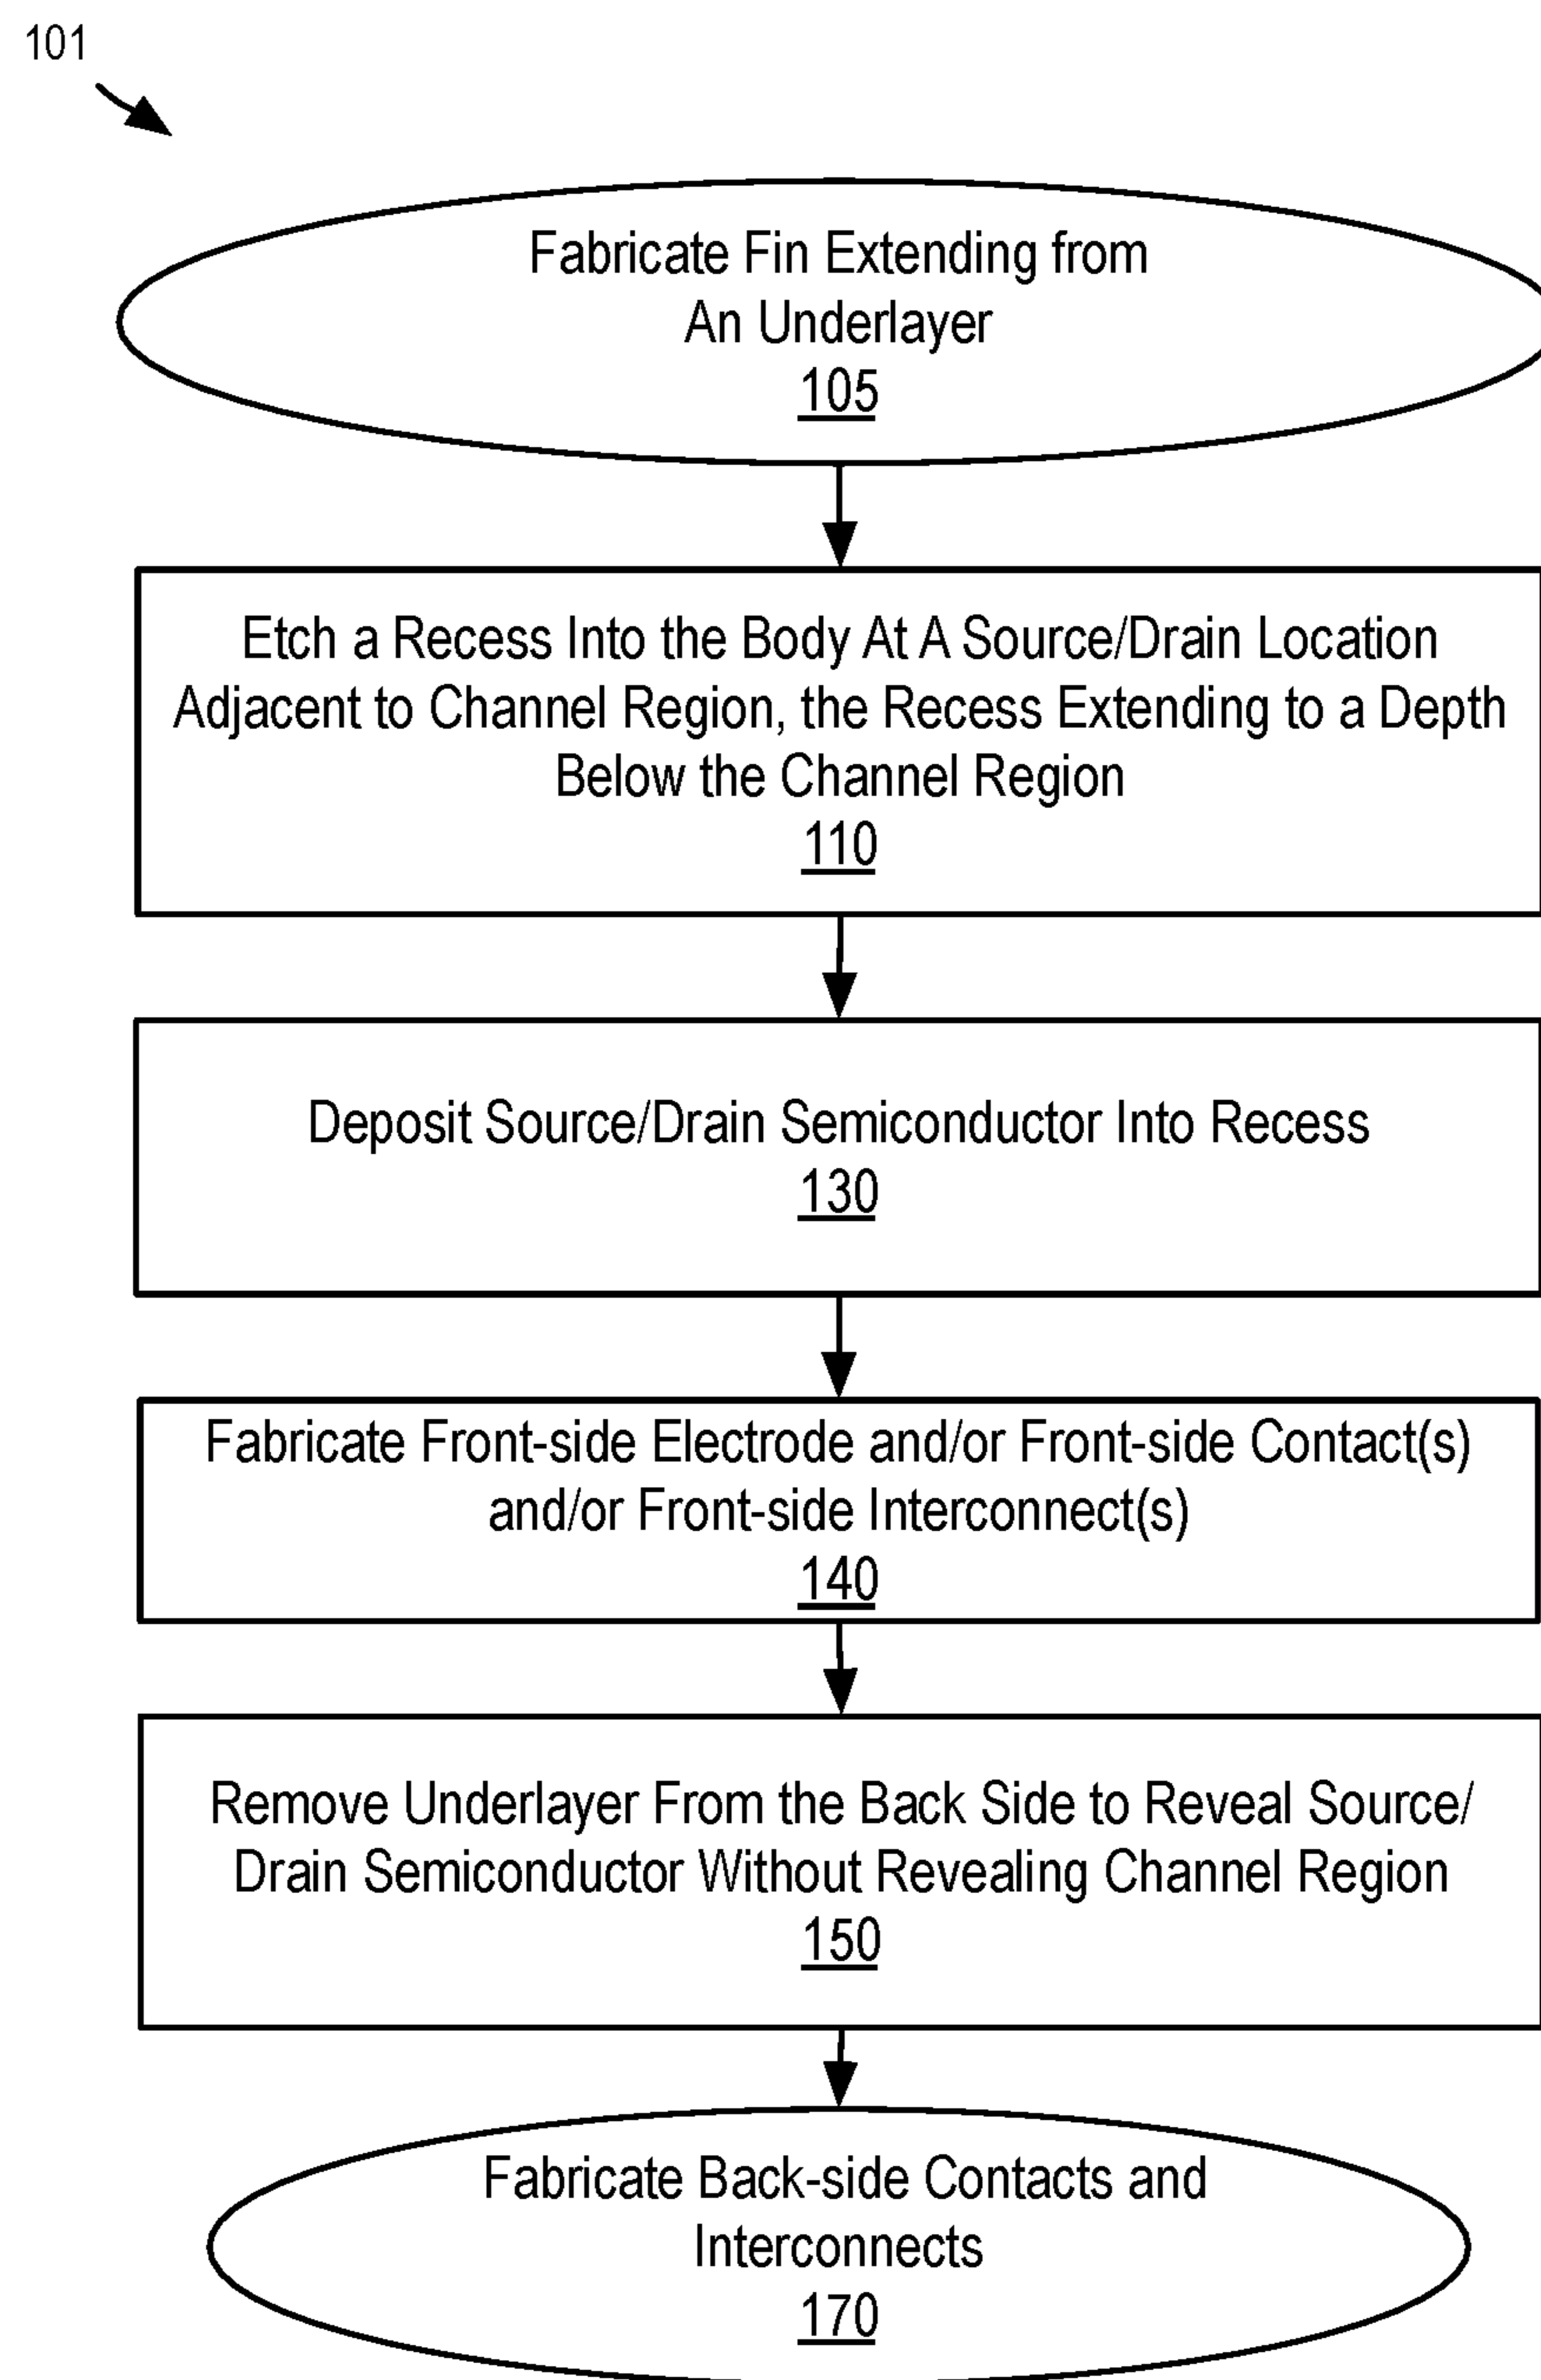 101
Fabricate Fin Extending from
An Underlayer
105
Etch a Recess Into the Body At A Source/Drain Location
Adjacent to Channel Region, the Recess Extending to a Depth
Below the Channel Region
110
Deposit Source/Drain Semiconductor Into Recess
130
Fabricate Front-side Electrode and/or Front-side Contact(s)
and/or Front-side Interconnect(s)
140
Remove Underlayer From the Back Side to Reveal Source/
Drain Semiconductor Without Revealing Channel Region
150
Fabricate Back-side Contacts and
Interconnects
170